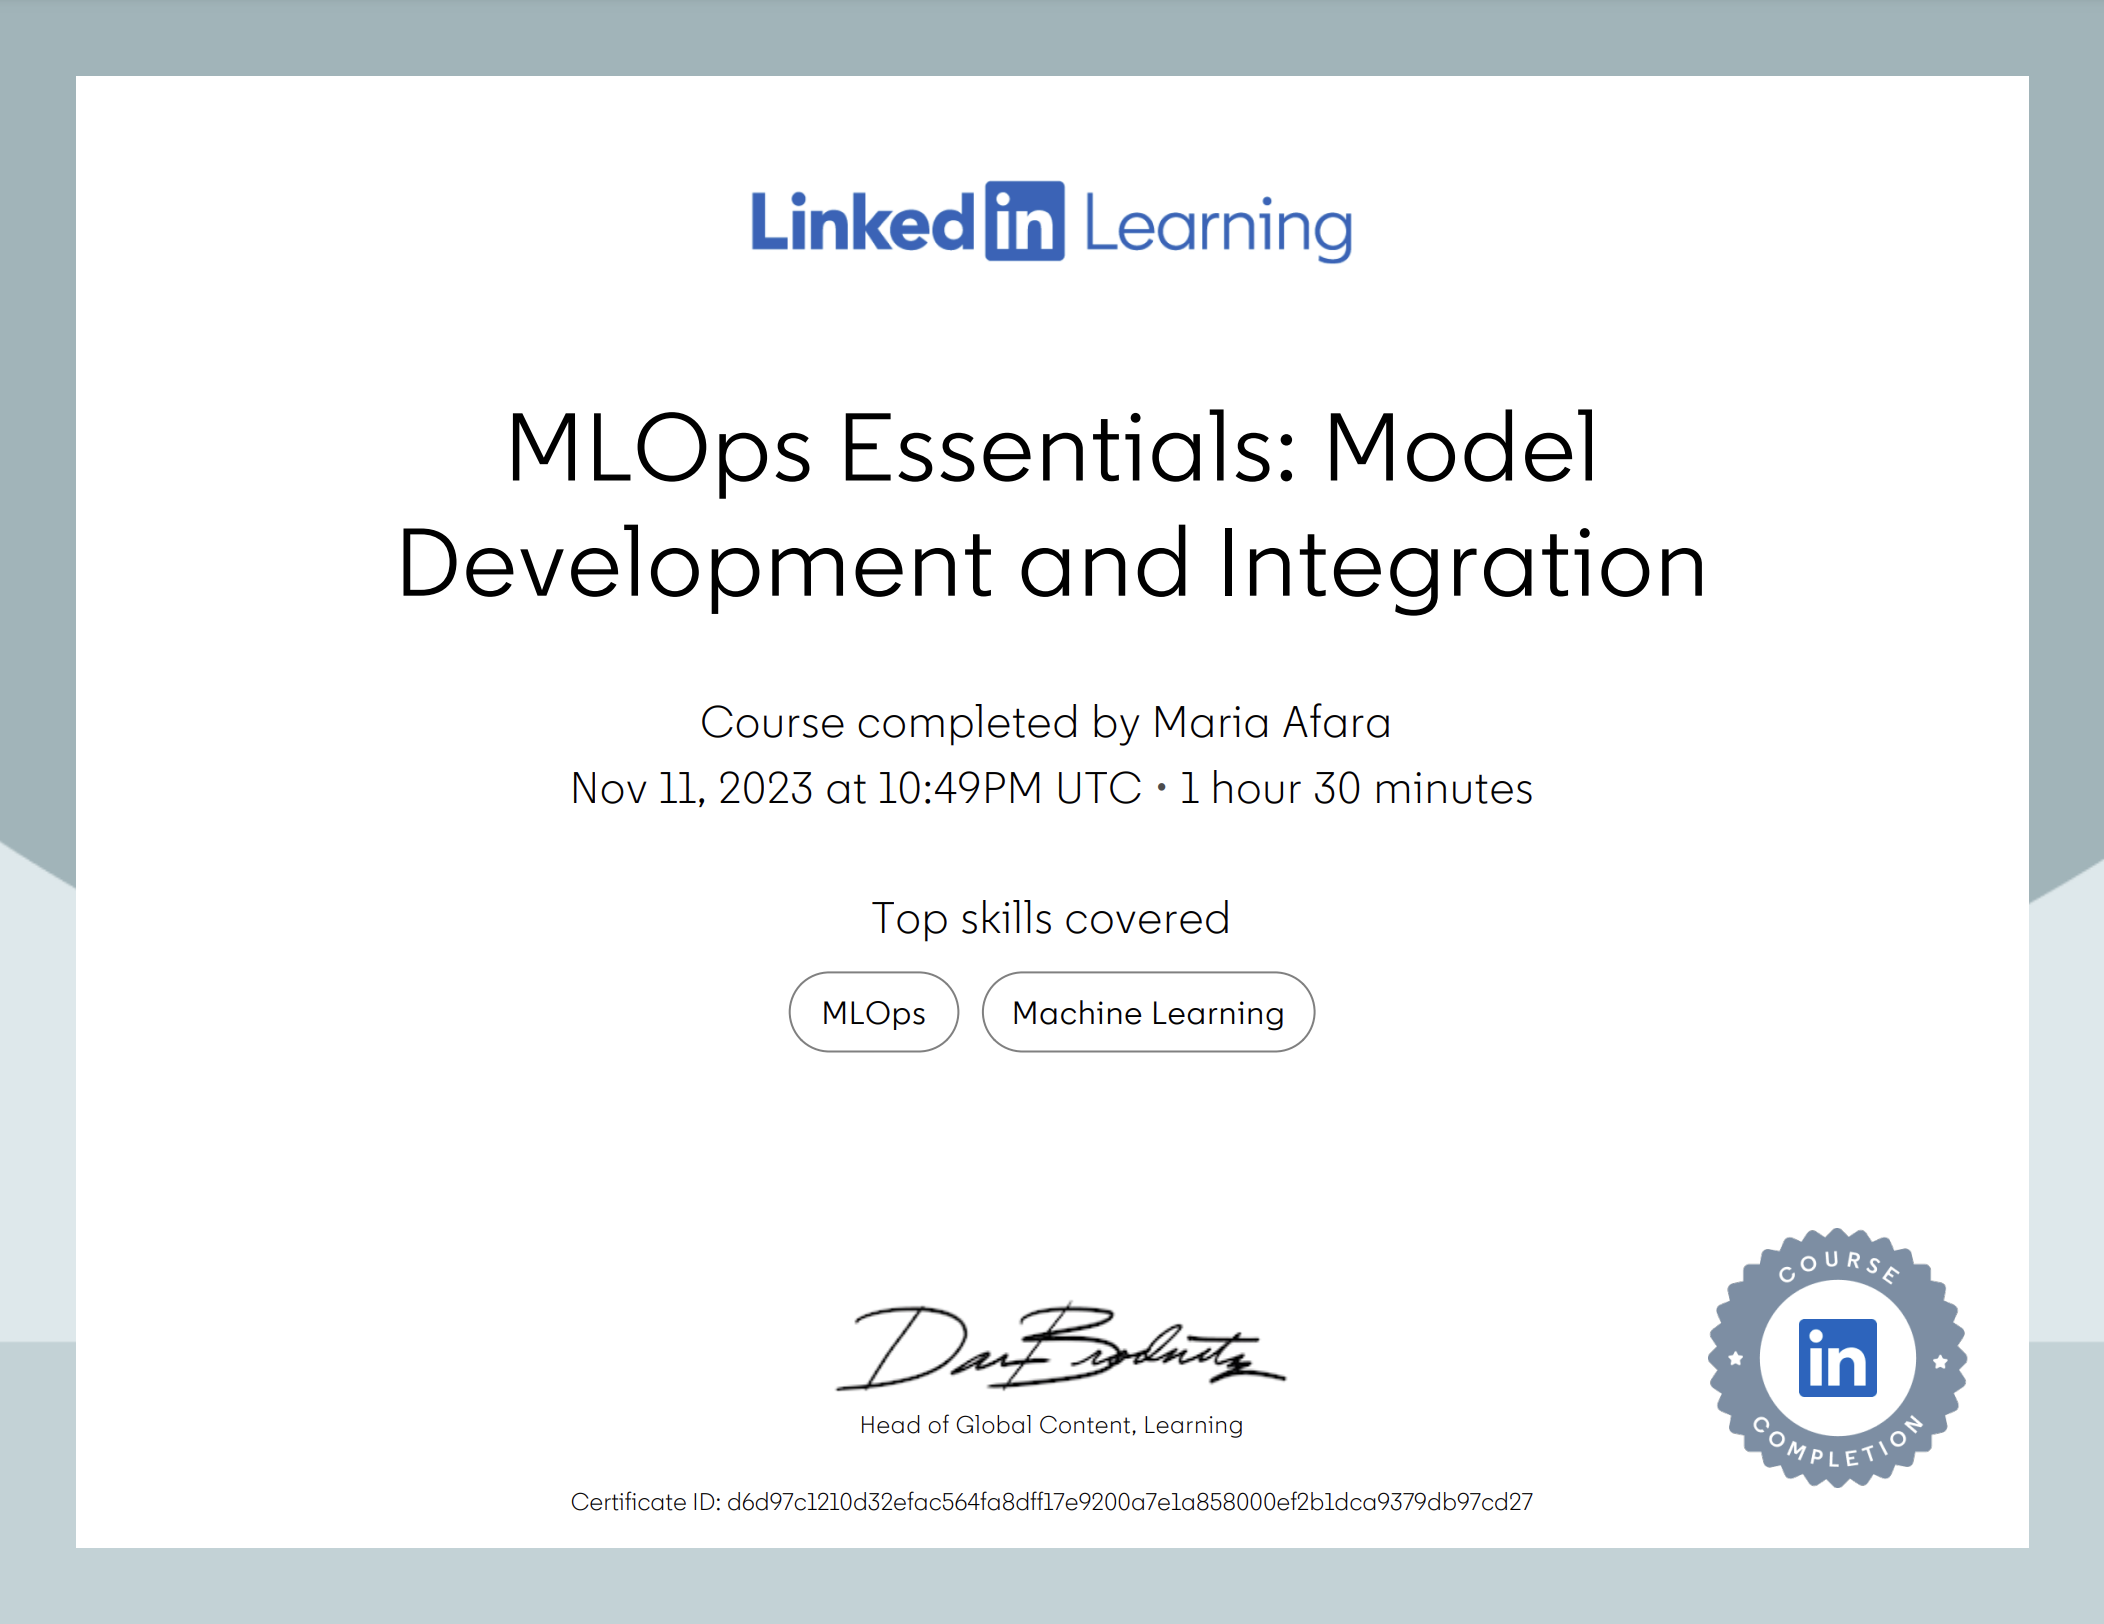 Linked in Learning
MLOps Essentials: Model
Development and Integration
Course completed by Maria Afara
Nov 11, 2023 at 10:49PM UTC • 1 hour 30 minutes
Top skills covered
MLOps
Machine Learning
Head of Global Content, Learning
Certificate ID: d6d97c1210d32efac564fa8dff17e9200a7e1a858000ef2b1dca9379db97cd27
COURSE
in
COMPLETION